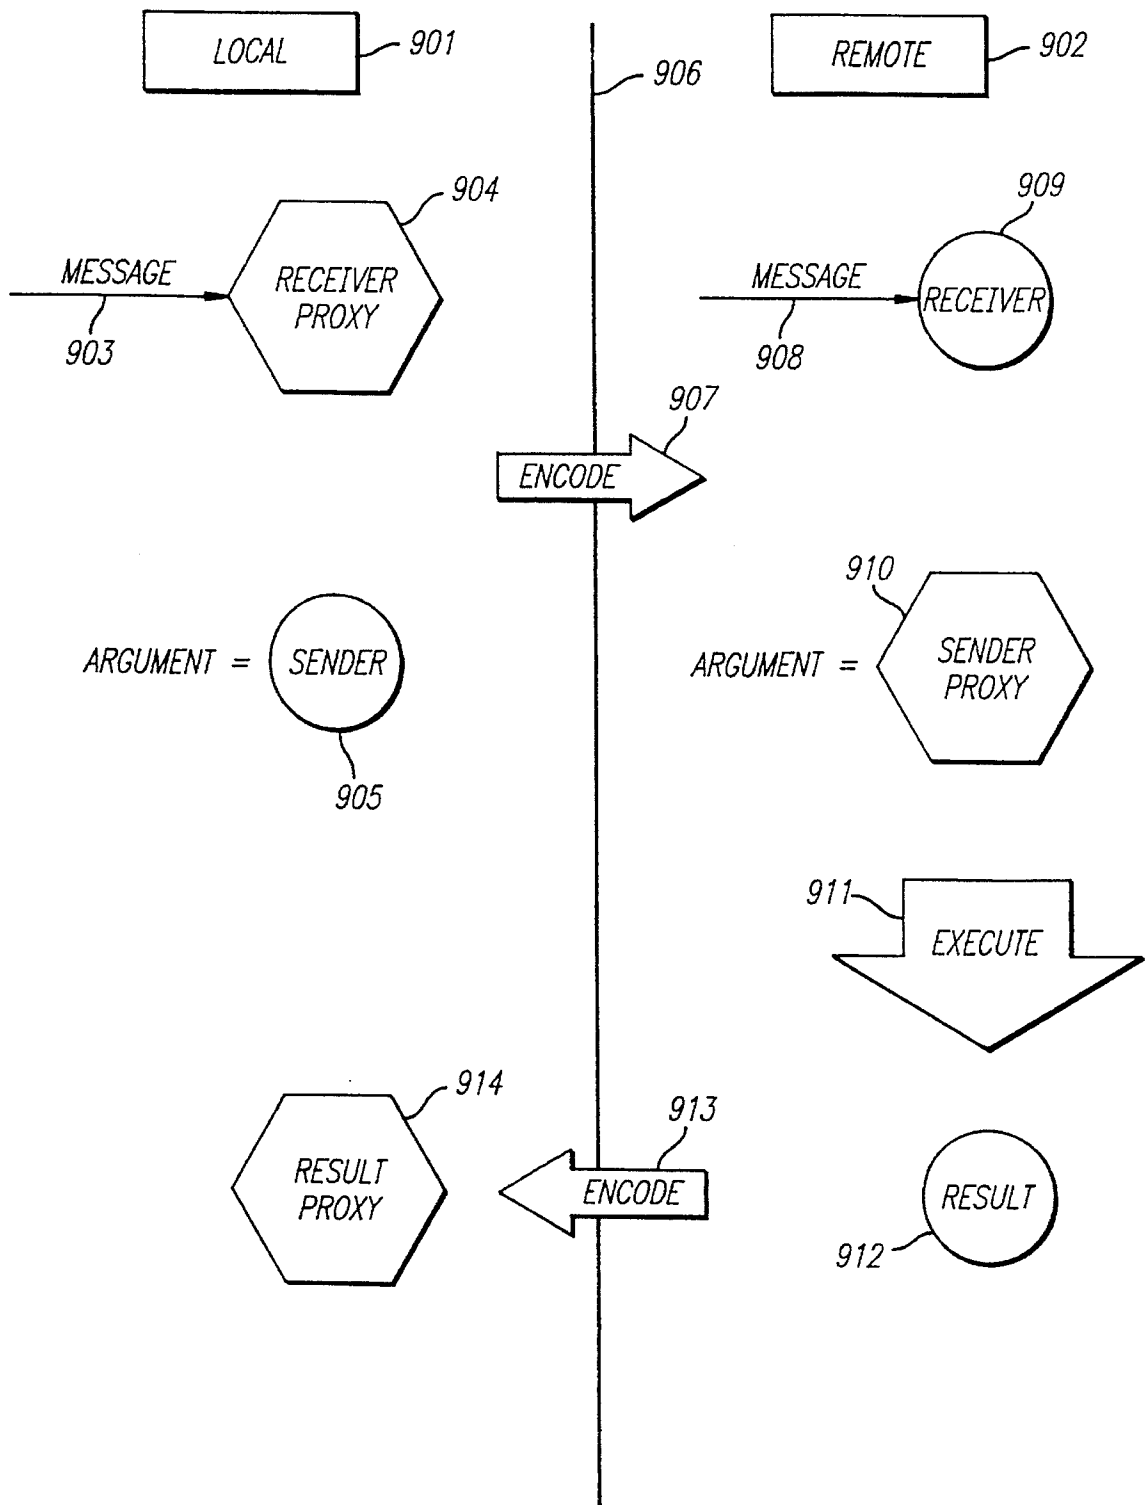 LOCAL
901
906
REMOTE
902
904
MESSAGE
903
RECEIVER
PROXY
909
MESSAGE
908
RECEIVER
907
ENCODE
ARGUMENT =
SENDER
905
910
ARGUMENT =
SENDER
PROXY
911
EXECUTE
914
RESULT
PROXY
913
ENCODE
RESULT
912